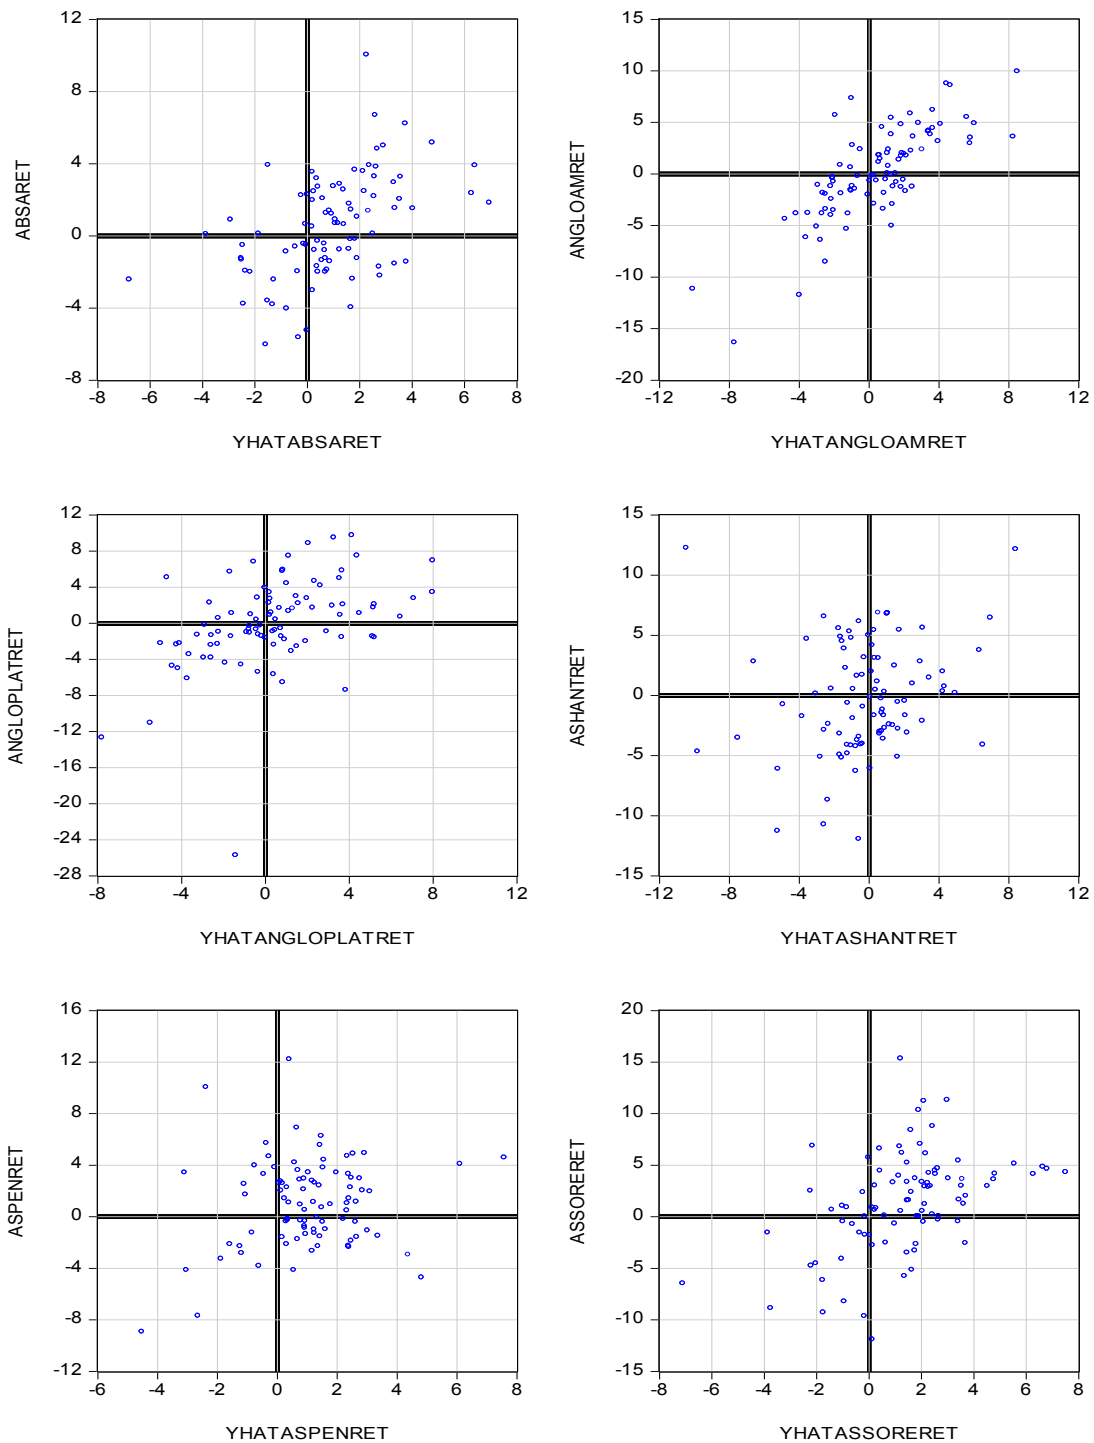 12
8
4
0
-4
-8
-8 -6 -4 -2 0 2 4 6 8
ABSARET
YHATABSARET
15
10
5
0
-5
-10
-15
-20
-12 -8 -4 0 4 8 12
ANGLOAMRET
YHATANGLOAMRET
12
8
4
0
-4
-8
-12
-16
-20
-24
-28
-8 -4 0 4 8 12
ANGLOPLATRET
YHATANGLOPLATRET
15
10
5
0
-5
-10
-15
-12 -8 -4 0 4 8 12
ASHANTRET
YHATASHANTRET
16
12
8
4
0
-4
-8
-12
-6 -4 -2 0 2 4 6 8
ASPENRET
YHATASPENRET
20
15
10
5
0
-5
-10
-15
-8 -6 -4 -2 0 2 4 6 8
ASSORERET
YHATASSORERET